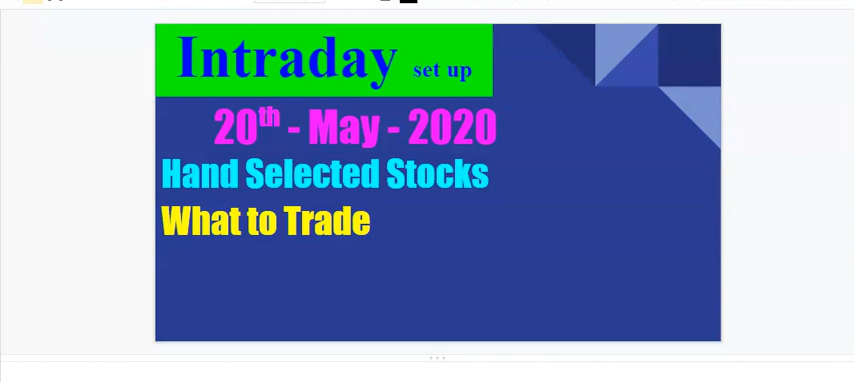 Intraday set up
20th - May - 2020
Hand Selected Stocks
What to Trade